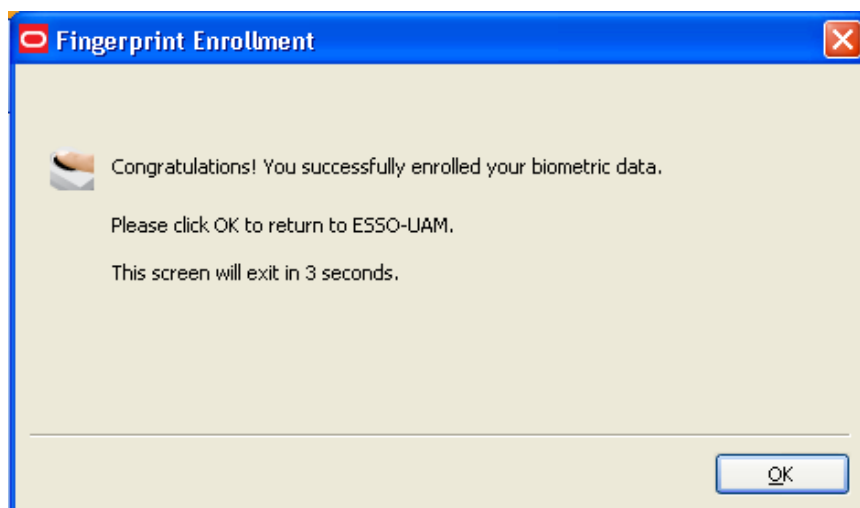 Fingerprint Enrollment
Congratulations! You successfully enrolled your biometric data.
Please click OK to return to ESSO-UAM.
This screen will exit in 3 seconds.
OK